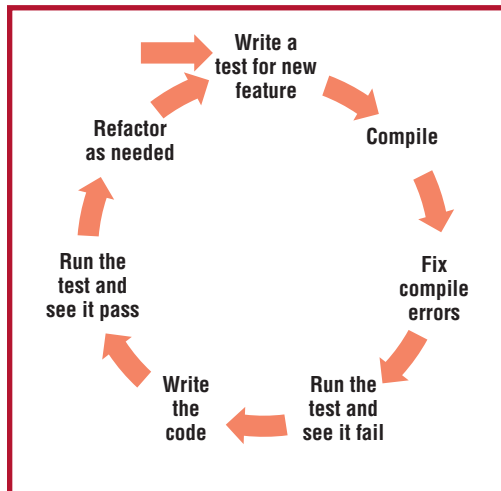 Write a
test for new
feature
Compile
Fix
compile
errors
Run the
test and
see it fail
Write
the
code
Run the
test and
see it pass
Refactor
as needed